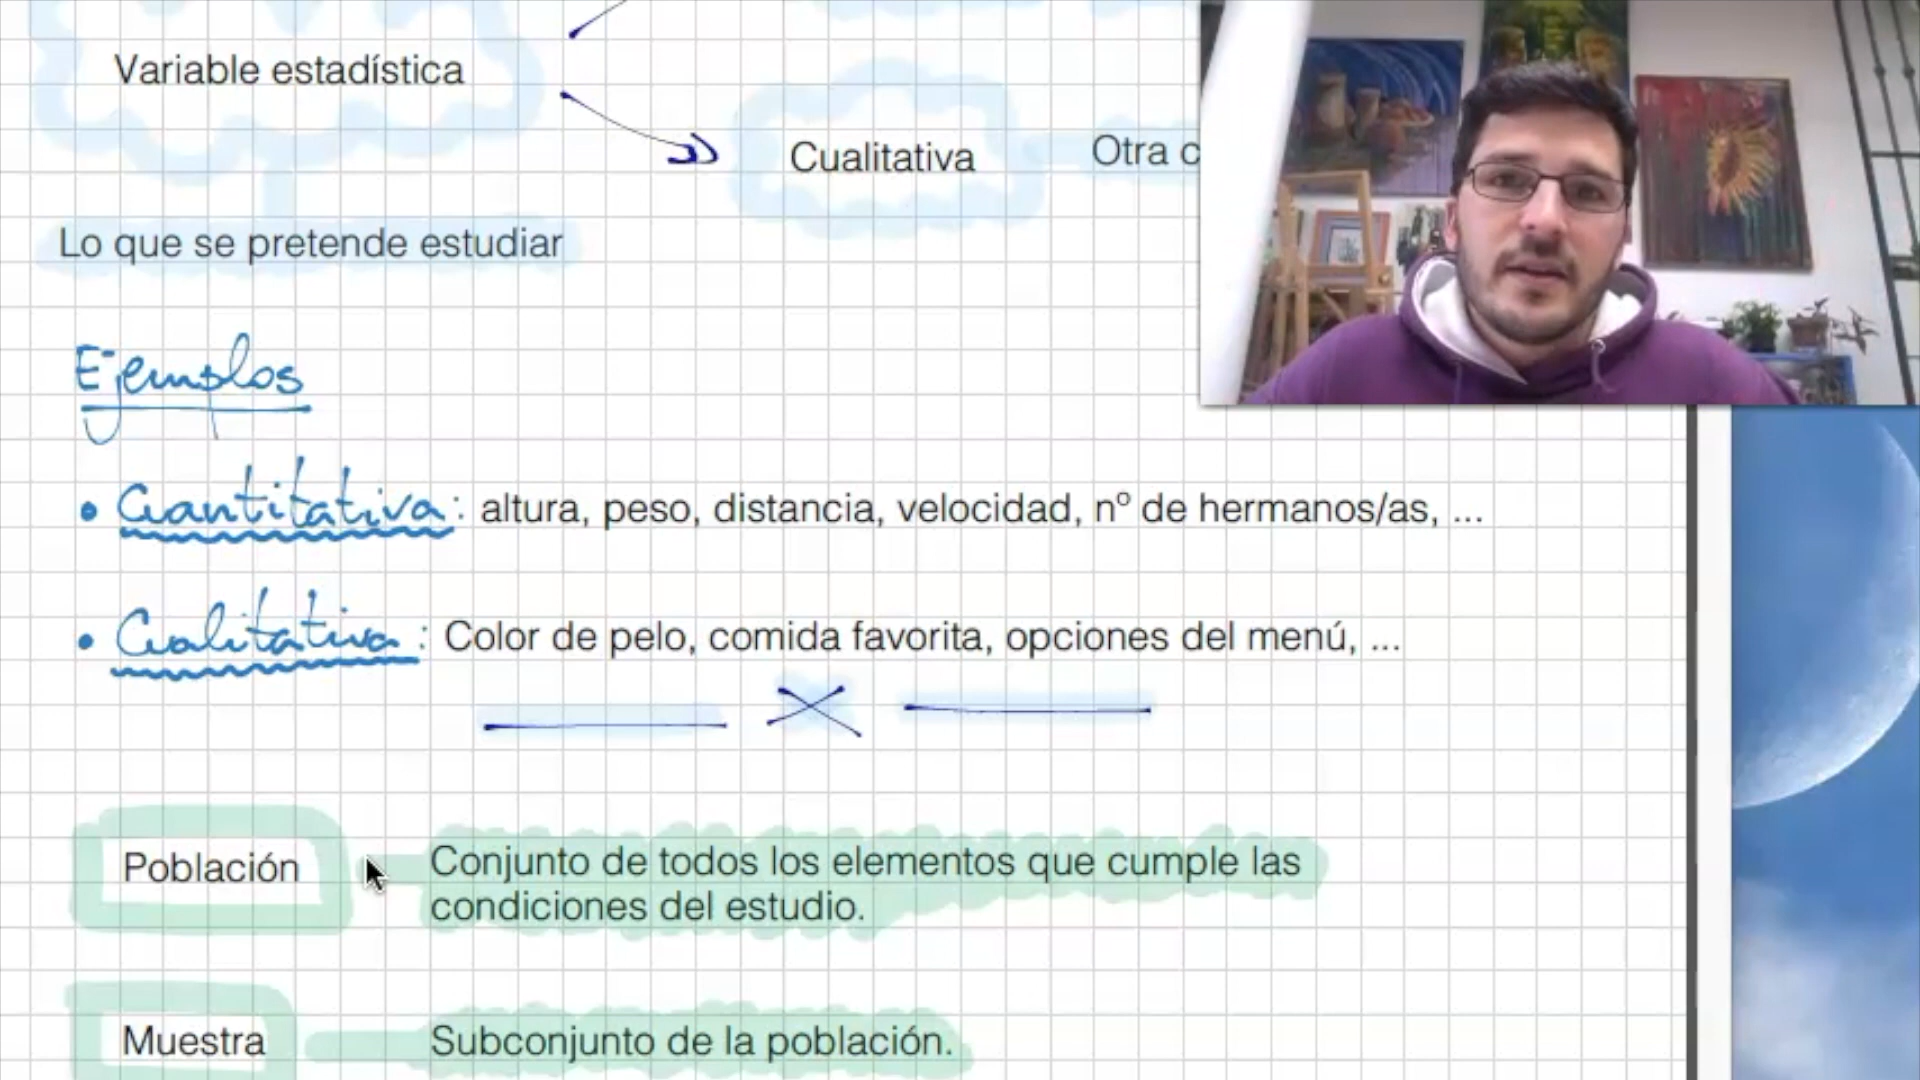 Variable estadística
Cualitativa
Otra c
Lo que se pretende estudiar
Ejemplos
• Cuantitativa: altura, peso, distancia, velocidad, nº de hermanos/as, ...
• Cualitativa: Color de pelo, comida favorita, opciones del menú, ...
Población
Conjunto de todos los elementos que cumple las
condiciones del estudio.
Muestra
Subconjunto de la población.